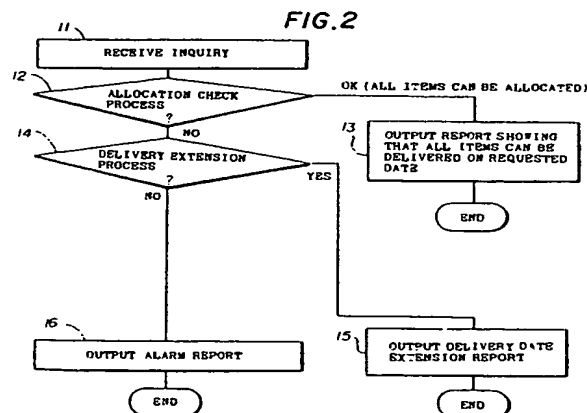 FIG.2
11
RECEIVE INQUIRY
12
ALLOCATION CHECK
PROCESS
?
OK (ALL ITEMS CAN BE ALLOCATED)
NO
14
DELIVERY EXTENSION
PROCESS
?
YES
NO
13
OUTPUT REPORT SHOWING
THAT ALL ITEMS CAN BE
DELIVERED ON REQUESTED
DATE
END
16
OUTPUT ALARM REPORT
END
15
OUTPUT DELIVERY DATE
EXTENSION REPORT
END